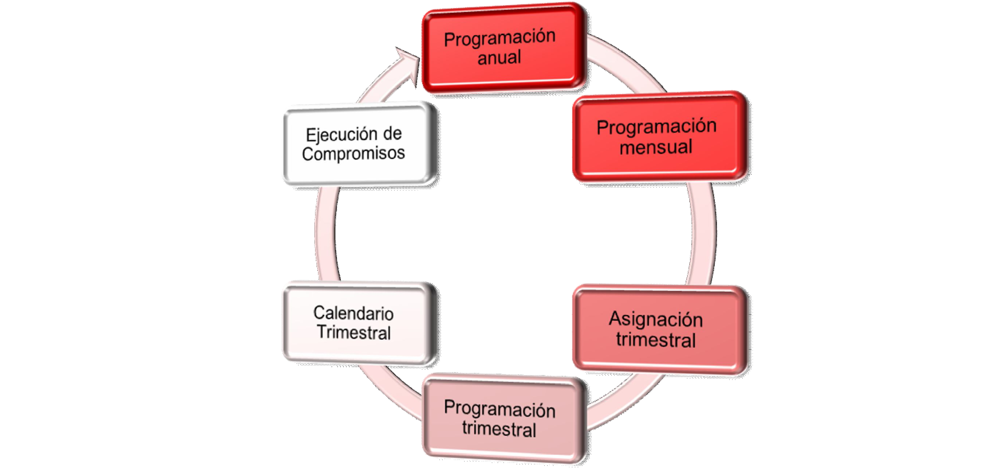 Programación
anual
Programación
mensual
Asignación
trimestral
Programación
trimestral
Calendario
Trimestral
Ejecución de
Compromisos